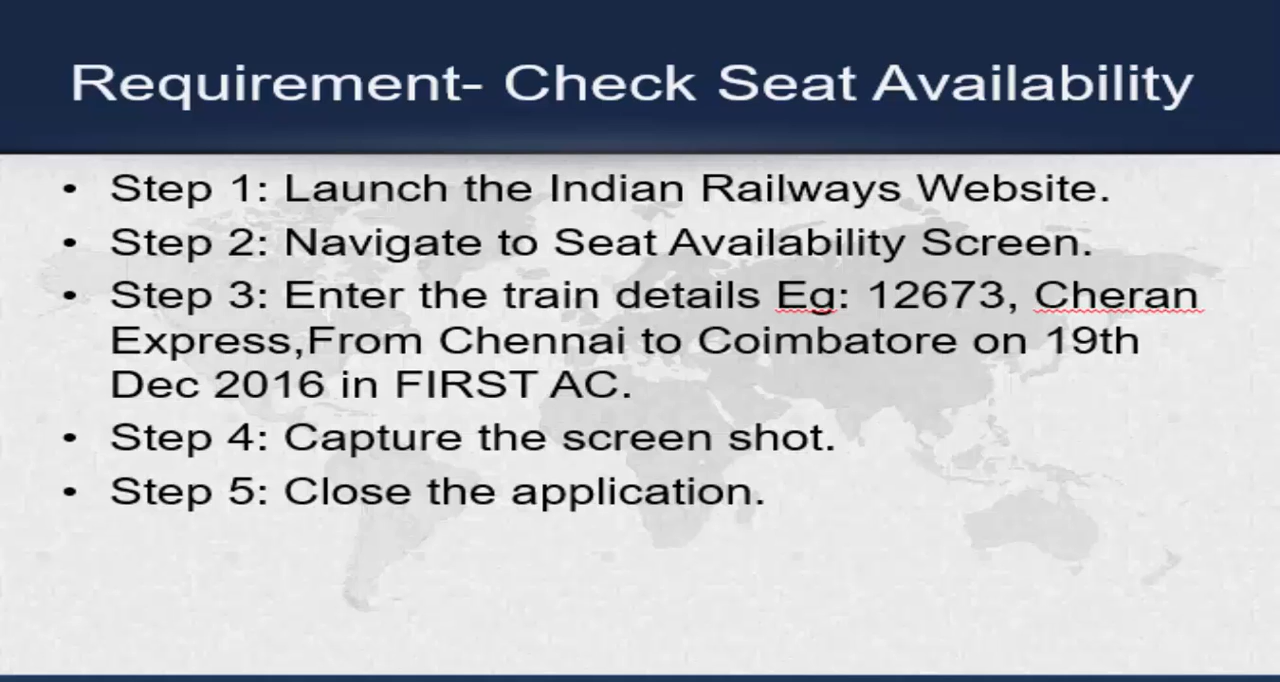 Requirement- Check Seat Availability
• Step 1: Launch the Indian Railways Website.
• Step 2: Navigate to Seat Availability Screen.
• Step 3: Enter the train details Eg: 12673, Cheran
Express,From Chennai to Coimbatore on 19th
Dec 2016 in FIRST AC.
• Step 4: Capture the screen shot.
• Step 5: Close the application.